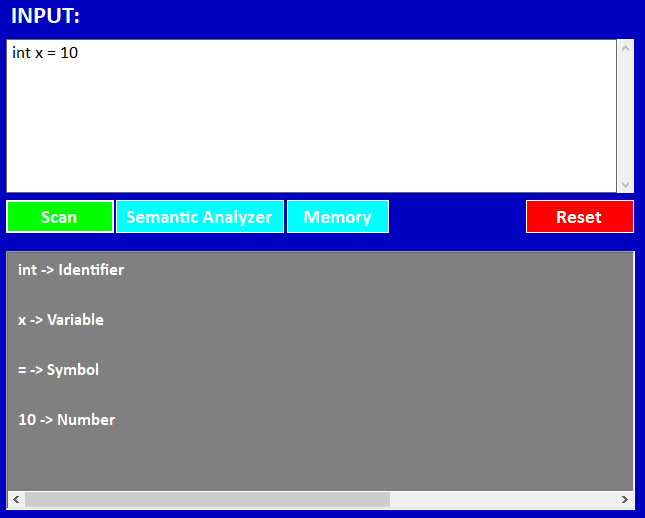 INPUT:
int x = 10
Scan
Semantic Analyzer
Memory
Reset
int -> Identifier
x -> Variable
= -> Symbol
10 -> Number